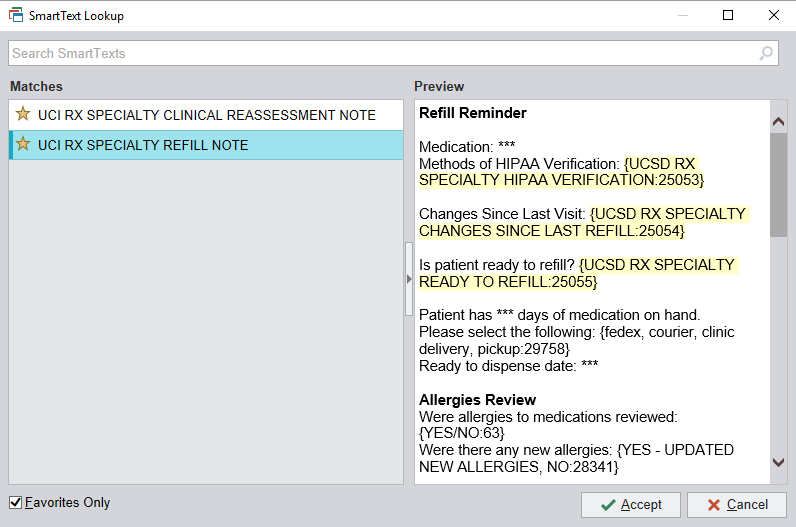 SmartText Lookup
Search SmartTexts
Matches
UCI RX SPECIALTY CLINICAL REASSESSMENT NOTE
UCI RX SPECIALTY REFILL NOTE
Preview
Refill Reminder
Medication: ***
Methods of HIPAA Verification: {UCSD RX
SPECIALTY HIPAA VERIFICATION:25053}
Changes Since Last Visit: {UCSD RX SPECIALTY
CHANGES SINCE LAST REFILL:25054}
Is patient ready to refill? {UCSD RX SPECIALTY
READY TO REFILL:25055}
Patient has *** days of medication on hand.
Please select the following: {fedex, courier, clinic
delivery, pickup:29758}
Ready to dispense date: ***
Allergies Review
Were allergies to medications reviewed:
{YES/NO:63}
Were there any new allergies: {YES - UPDATED
NEW ALLERGIES, NO:28341}
Favorites Only
Accept
Cancel